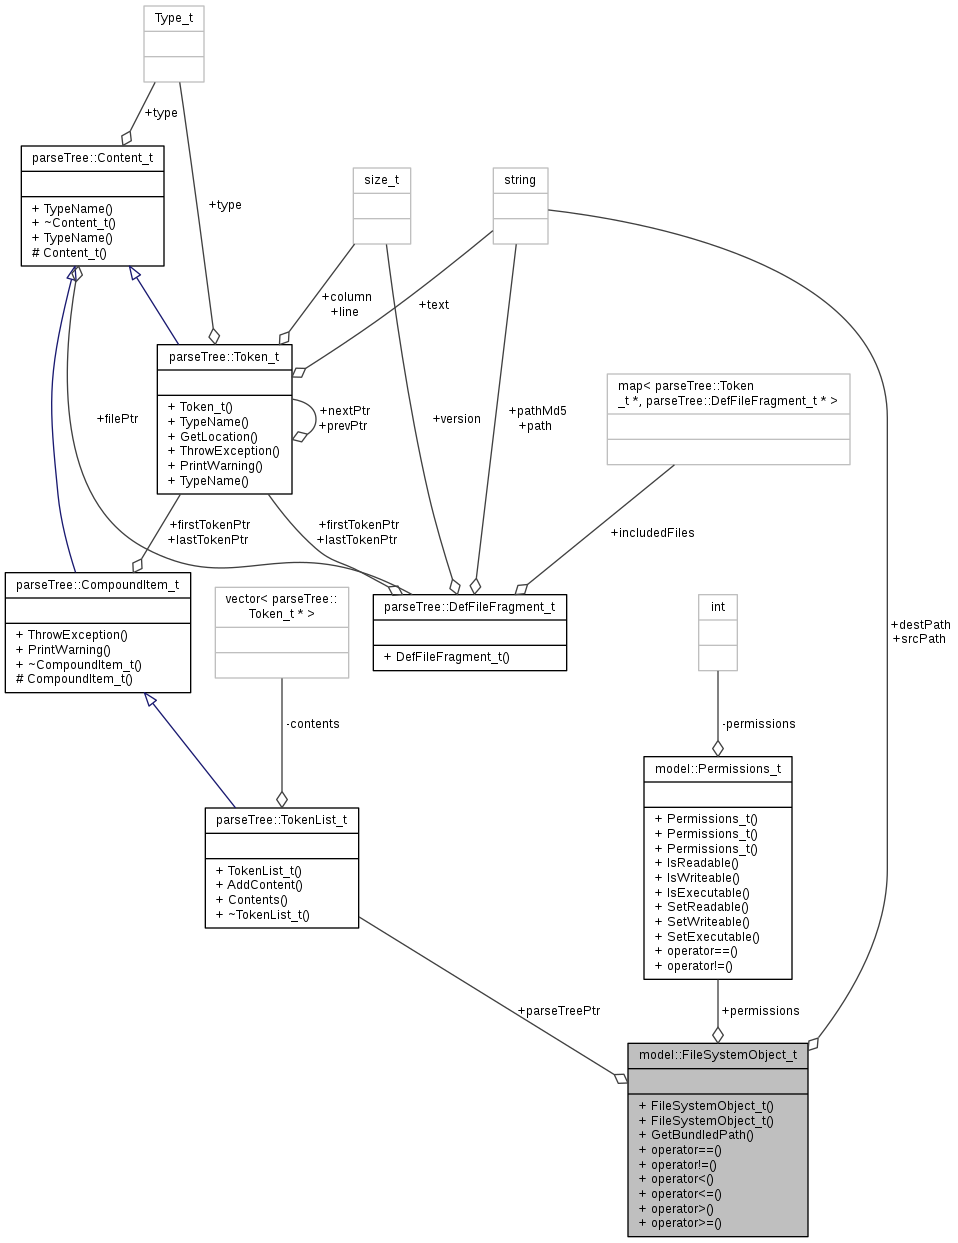 Type_t
+type
parseTree::Content_t
+ TypeName()
+ ~Content_t()
+ TypeName()
# Content_t()
+type
size_t
string
+column
+line
+text
parseTree::Token_t
+ Token_t()
+ TypeName()
+ GetLocation()
+ ThrowException()
+ PrintWarning()
+ TypeName()
+nextPtr
+prevPtr
+filePtr
+version
+pathMd5
+path
map< parseTree::Token
_t *, parseTree::DefFileFragment_t * >
+firstTokenPtr
+lastTokenPtr
+firstTokenPtr
+lastTokenPtr
+includedFiles
parseTree::CompoundItem_t
+ ThrowException()
+ PrintWarning()
+ ~CompoundItem_t()
# CompoundItem_t()
vector< parseTree::
Token_t * >
parseTree::DefFileFragment_t
+ DefFileFragment_t()
int
+destPath
+srcPath
-contents
-permissions
parseTree::TokenList_t
+ TokenList_t()
+ AddContent()
+ Contents()
+ ~TokenList_t()
model::Permissions_t
+ Permissions_t()
+ Permissions_t()
+ Permissions_t()
+ IsReadable()
+ IsWriteable()
+ IsExecutable()
+ SetReadable()
+ SetWriteable()
+ SetExecutable()
+ operator==()
+ operator!=()
+parseTreePtr
+permissions
model::FileSystemObject_t
+ FileSystemObject_t()
+ FileSystemObject_t()
+ GetBundledPath()
+ operator==()
+ operator!=()
+ operator<()
+ operator<=()
+ operator>()
+ operator>=()